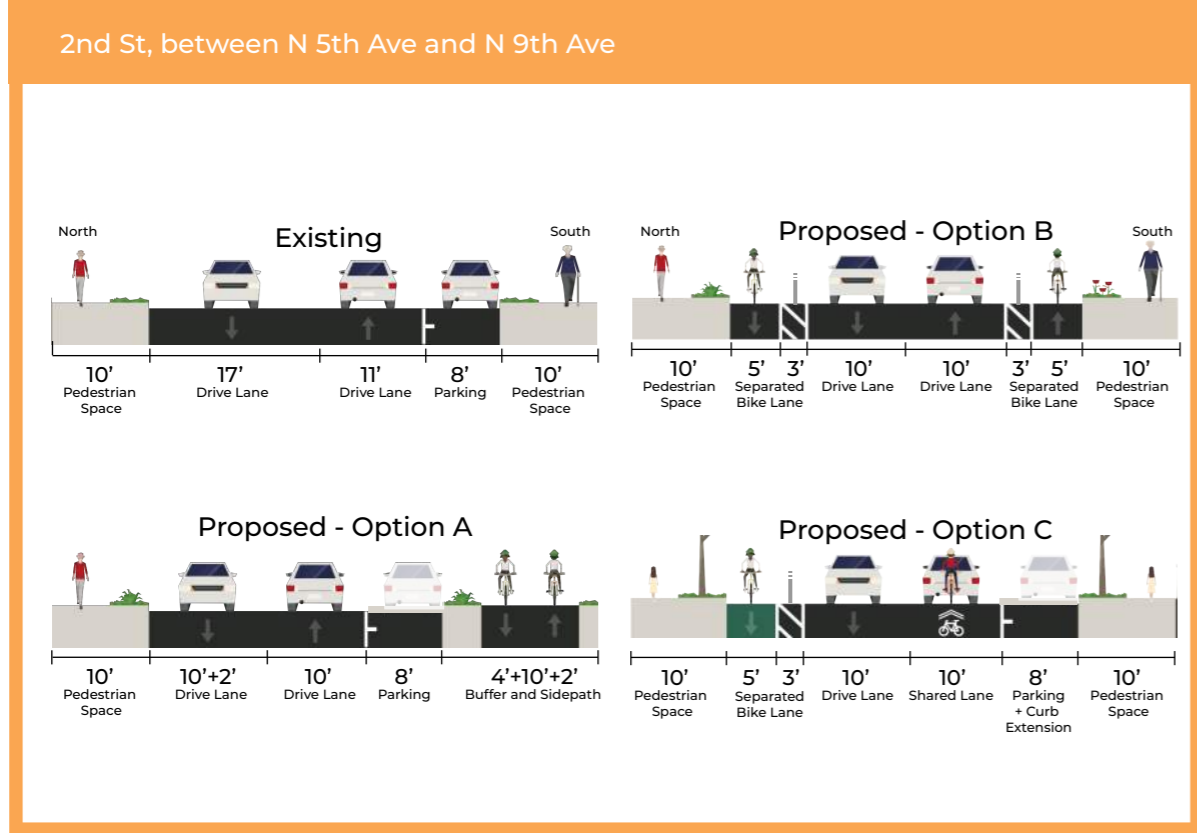 2nd St, between N 5th Ave and N 9th Ave
Existing
North
South
10'
17'
11'
8'
10'
Pedestrian
Space
Drive Lane
Drive Lane
Parking
Pedestrian
Space
Proposed - Option B
North
South
10'
5'
3'
10'
10'
3'
5'
10'
Pedestrian
Space
Separated
Bike Lane
Drive Lane
Drive Lane
Separated
Bike Lane
Pedestrian
Space
Proposed - Option A
10'
10'+2'
10'
8'
4'+10'+2'
Pedestrian
Space
Drive Lane
Drive Lane
Parking
Buffer and Sidepath
Proposed - Option C
10'
5'
3'
10'
10'
8'
10'
Pedestrian
Space
Separated
Bike Lane
Drive Lane
Shared Lane
Parking
+ Curb
Extension
Pedestrian
Space